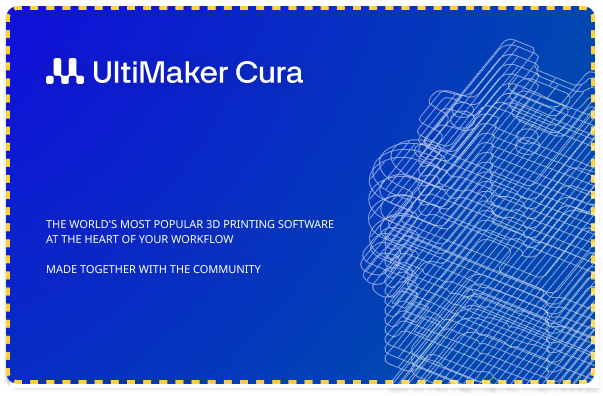 UltiMaker Cura
THE WORLD'S MOST POPULAR 3D PRINTING SOFTWARE
AT THE HEART OF YOUR WORKFLOW
MADE TOGETHER WITH THE COMMUNITY